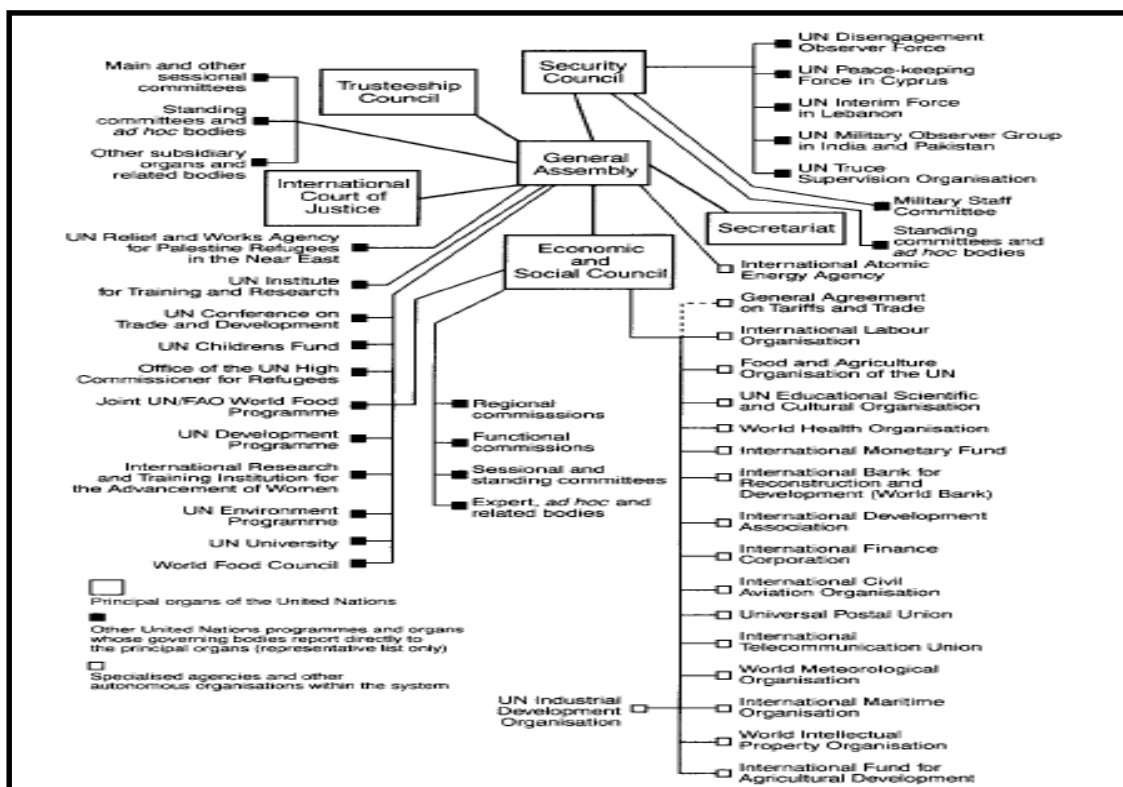 Main and other
sessional
committees
Standing
committees and
ad hoc bodies
Other subsidiary
organs and
related bodies
Trusteeship
Council
Security
Council
General
Assembly
International
Court of
Justice
Secretariat
Economic
and
Social Council
UN Disengagement
Observer Force
UN Peace-keeping
Force in Cyprus
UN Interim Force
in Lebanon
UN Military Observer Group
in India and Pakistan
UN Truce
Supervision Organisation
Military Staff
Committee
Standing
committees and
ad hoc bodies
UN Relief and Works Agency
for Palestine Refugees
in the Near East
UN Institute
for Training and Research
UN Conference on
Trade and Development
UN Childrens Fund
Office of the UN High
Commissioner for Refugees
Joint UN/FAO World Food
Programme
UN Development
Programme
International Research
and Training Institution for
the Advancement of Women
UN Environment
Programme
UN University
World Food Council
Regional
commisssions
Functional
commissions
Sessional and
standing committees
Expert, ad hoc and
related bodies
International Atomic
Energy Agency
General Agreement
on Tariffs and Trade
International Labour
Organisation
Food and Agriculture
Organisation of the UN
UN Educational Scientific
and Cultural Organisation
World Health Organisation
International Monetary Fund
International Bank for
Reconstruction and
Development (World Bank)
International Development
Association
International Finance
Corporation
International Civil
Aviation Organisation
Universal Postal Union
International
Telecommunication Union
World Meteorological
Organisation
International Maritime
Organisation
World Intellectual
Property Organisation
International Fund for
Agricultural Development
UN Industrial
Development
Organisation
Principal organs of the United Nations
Other United Nations programmes and organs
whose governing bodies report directly to
the principal organs (representative list only)
Specialised agencies and other
autonomous organisations within the system